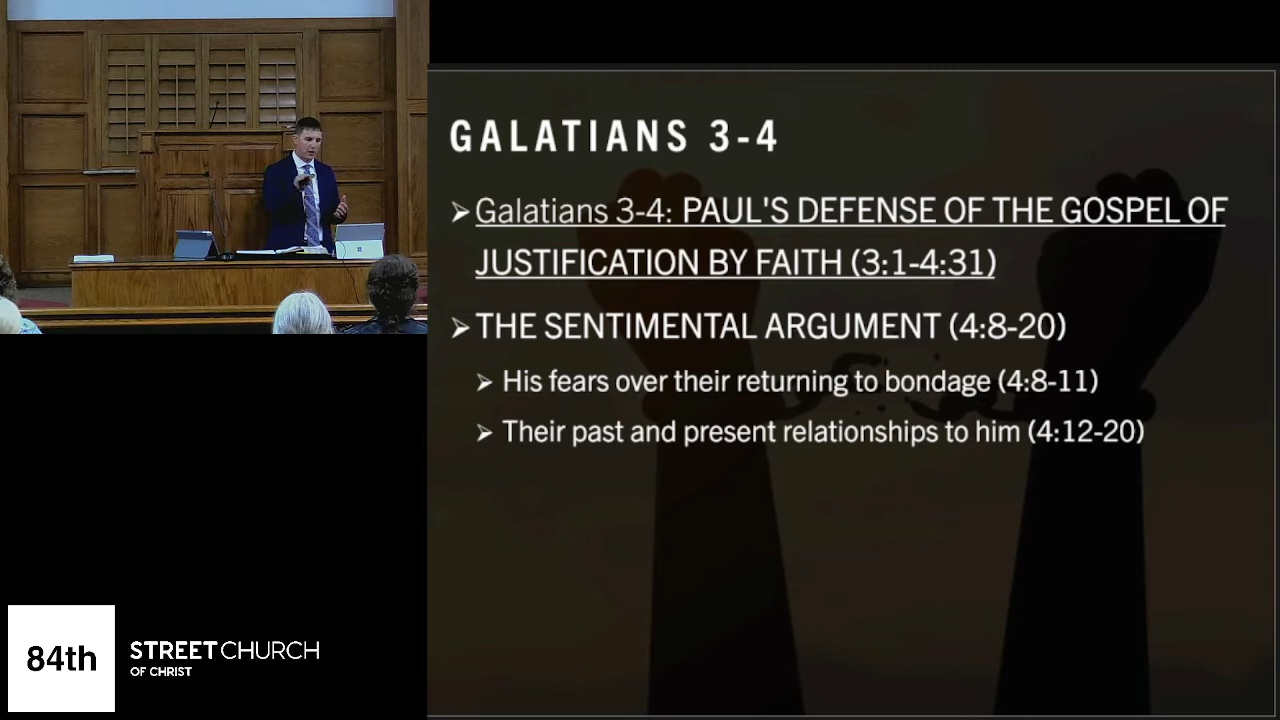 GALATIANS 3-4
➢ Galatians 3-4: PAUL'S DEFENSE OF THE GOSPEL OF
JUSTIFICATION BY FAITH (3:1-4:31)
➢ THE SENTIMENTAL ARGUMENT (4:8-20)
➢ His fears over their returning to bondage (4:8-11)
➢ Their past and present relationships to him (4:12-20)
84th
STREET CHURCH
OF CHRIST